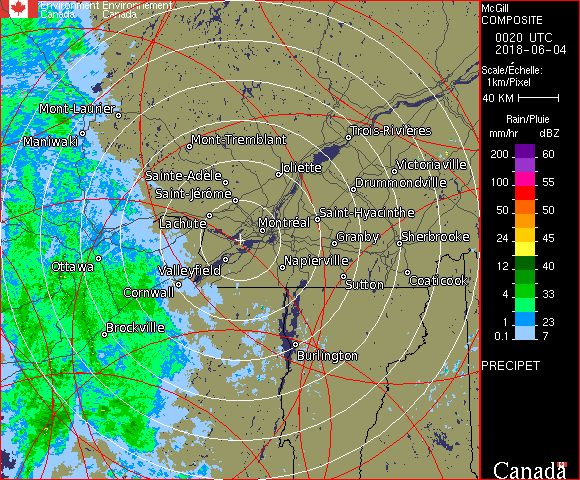 Environment Environnement
Canada Canada
McGill
COMPOSITE
0020 UTC
2018-06-04
Scale/Échelle:
1km/Pixel
40 KM
Rain/Pluie
mm/hr dBZ
200 60
100 55
50 50
24 45
12 40
4 33
1 23
0.1 7
PRECIPET
Canada
Mont-Laurier
Maniwaki
Mont-Tremblant
Trois-Rivières
Sainte-Adèle
Joliette
Victoriaville
Saint-Jérôme
Drummondville
Lachute
Saint-Hyacinthe
Montréal
Granby
Sherbrooke
Ottawa
Valleyfield
Napierville
Cornwall
Sutton
Coaticook
Brockville
Burlington